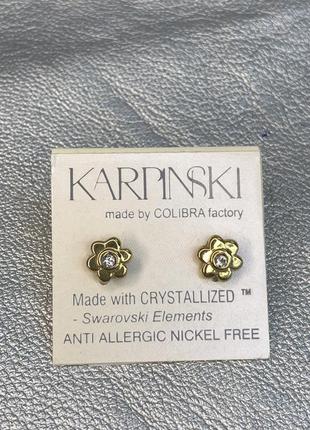 KARPINSKI
made by COLIBRA factory
Made with CRYSTALLIZED ™
- Swarovski Elements
ANTI ALLERGIC NICKEL FREE